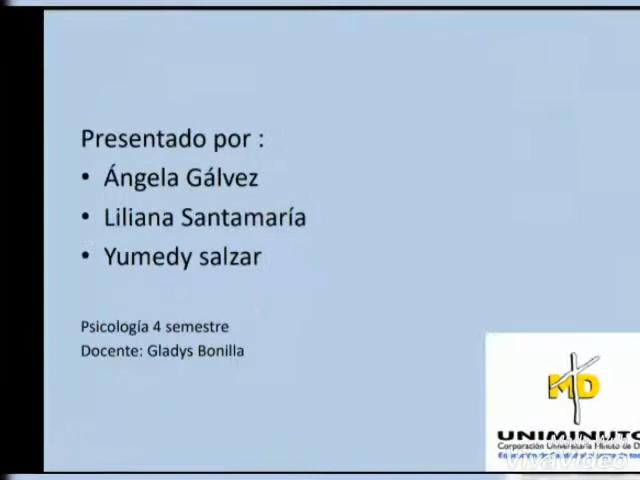 Presentado por :
• Ángela Gálvez
• Liliana Santamaría
• Yumedy salzar
Psicología 4 semestre
Docente: Gladys Bonilla
MD
UNIMINUTO
Corporación Universitaria Minuto de D
VivaVideo